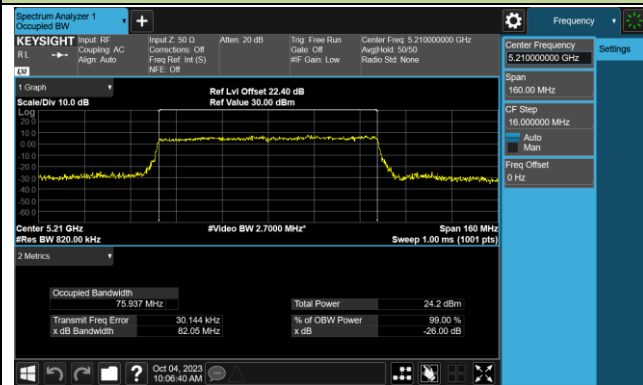 Spectrum Analyzer 1
Occupied BW
+
Frequency
KEYSIGHT
RL
Input: RF
Coupling: AC
Align: Auto
Input Z: 50 Ω
Corrections: Off
Freq Ref: Int (S)
NFE: Off
Atten: 20 dB
Trig: Free Run
Gate: Off
#IF Gain: Low
Center Freq: 5.210000000 GHz
Avg|Hold: 50/50
Radio Std: None
Center Frequency
5.210000000 GHz
Settings
Span
160.00 MHz
CF Step
16.000000 MHz
Auto
Man
Freq Offset
0 Hz
1 Graph
Scale/Div 10.0 dB
Ref Lvl Offset 22.40 dB
Ref Value 30.00 dBm
Log
20.0
10.0
0.00
-10.0
-20.0
-30.0
-40.0
-50.0
-60.0
Center 5.21 GHz
#Res BW 820.00 kHz
#Video BW 2.7000 MHz*
Span 160 MHz
Sweep 1.00 ms (1001 pts)
2 Metrics
Occupied Bandwidth
75.937 MHz
Total Power 24.2 dBm
Transmit Freq Error 30.144 kHz
% of OBW Power 99.00 %
x dB Bandwidth 82.05 MHz
x dB -26.00 dB
?
Oct 04, 2023
10:06:40 AM